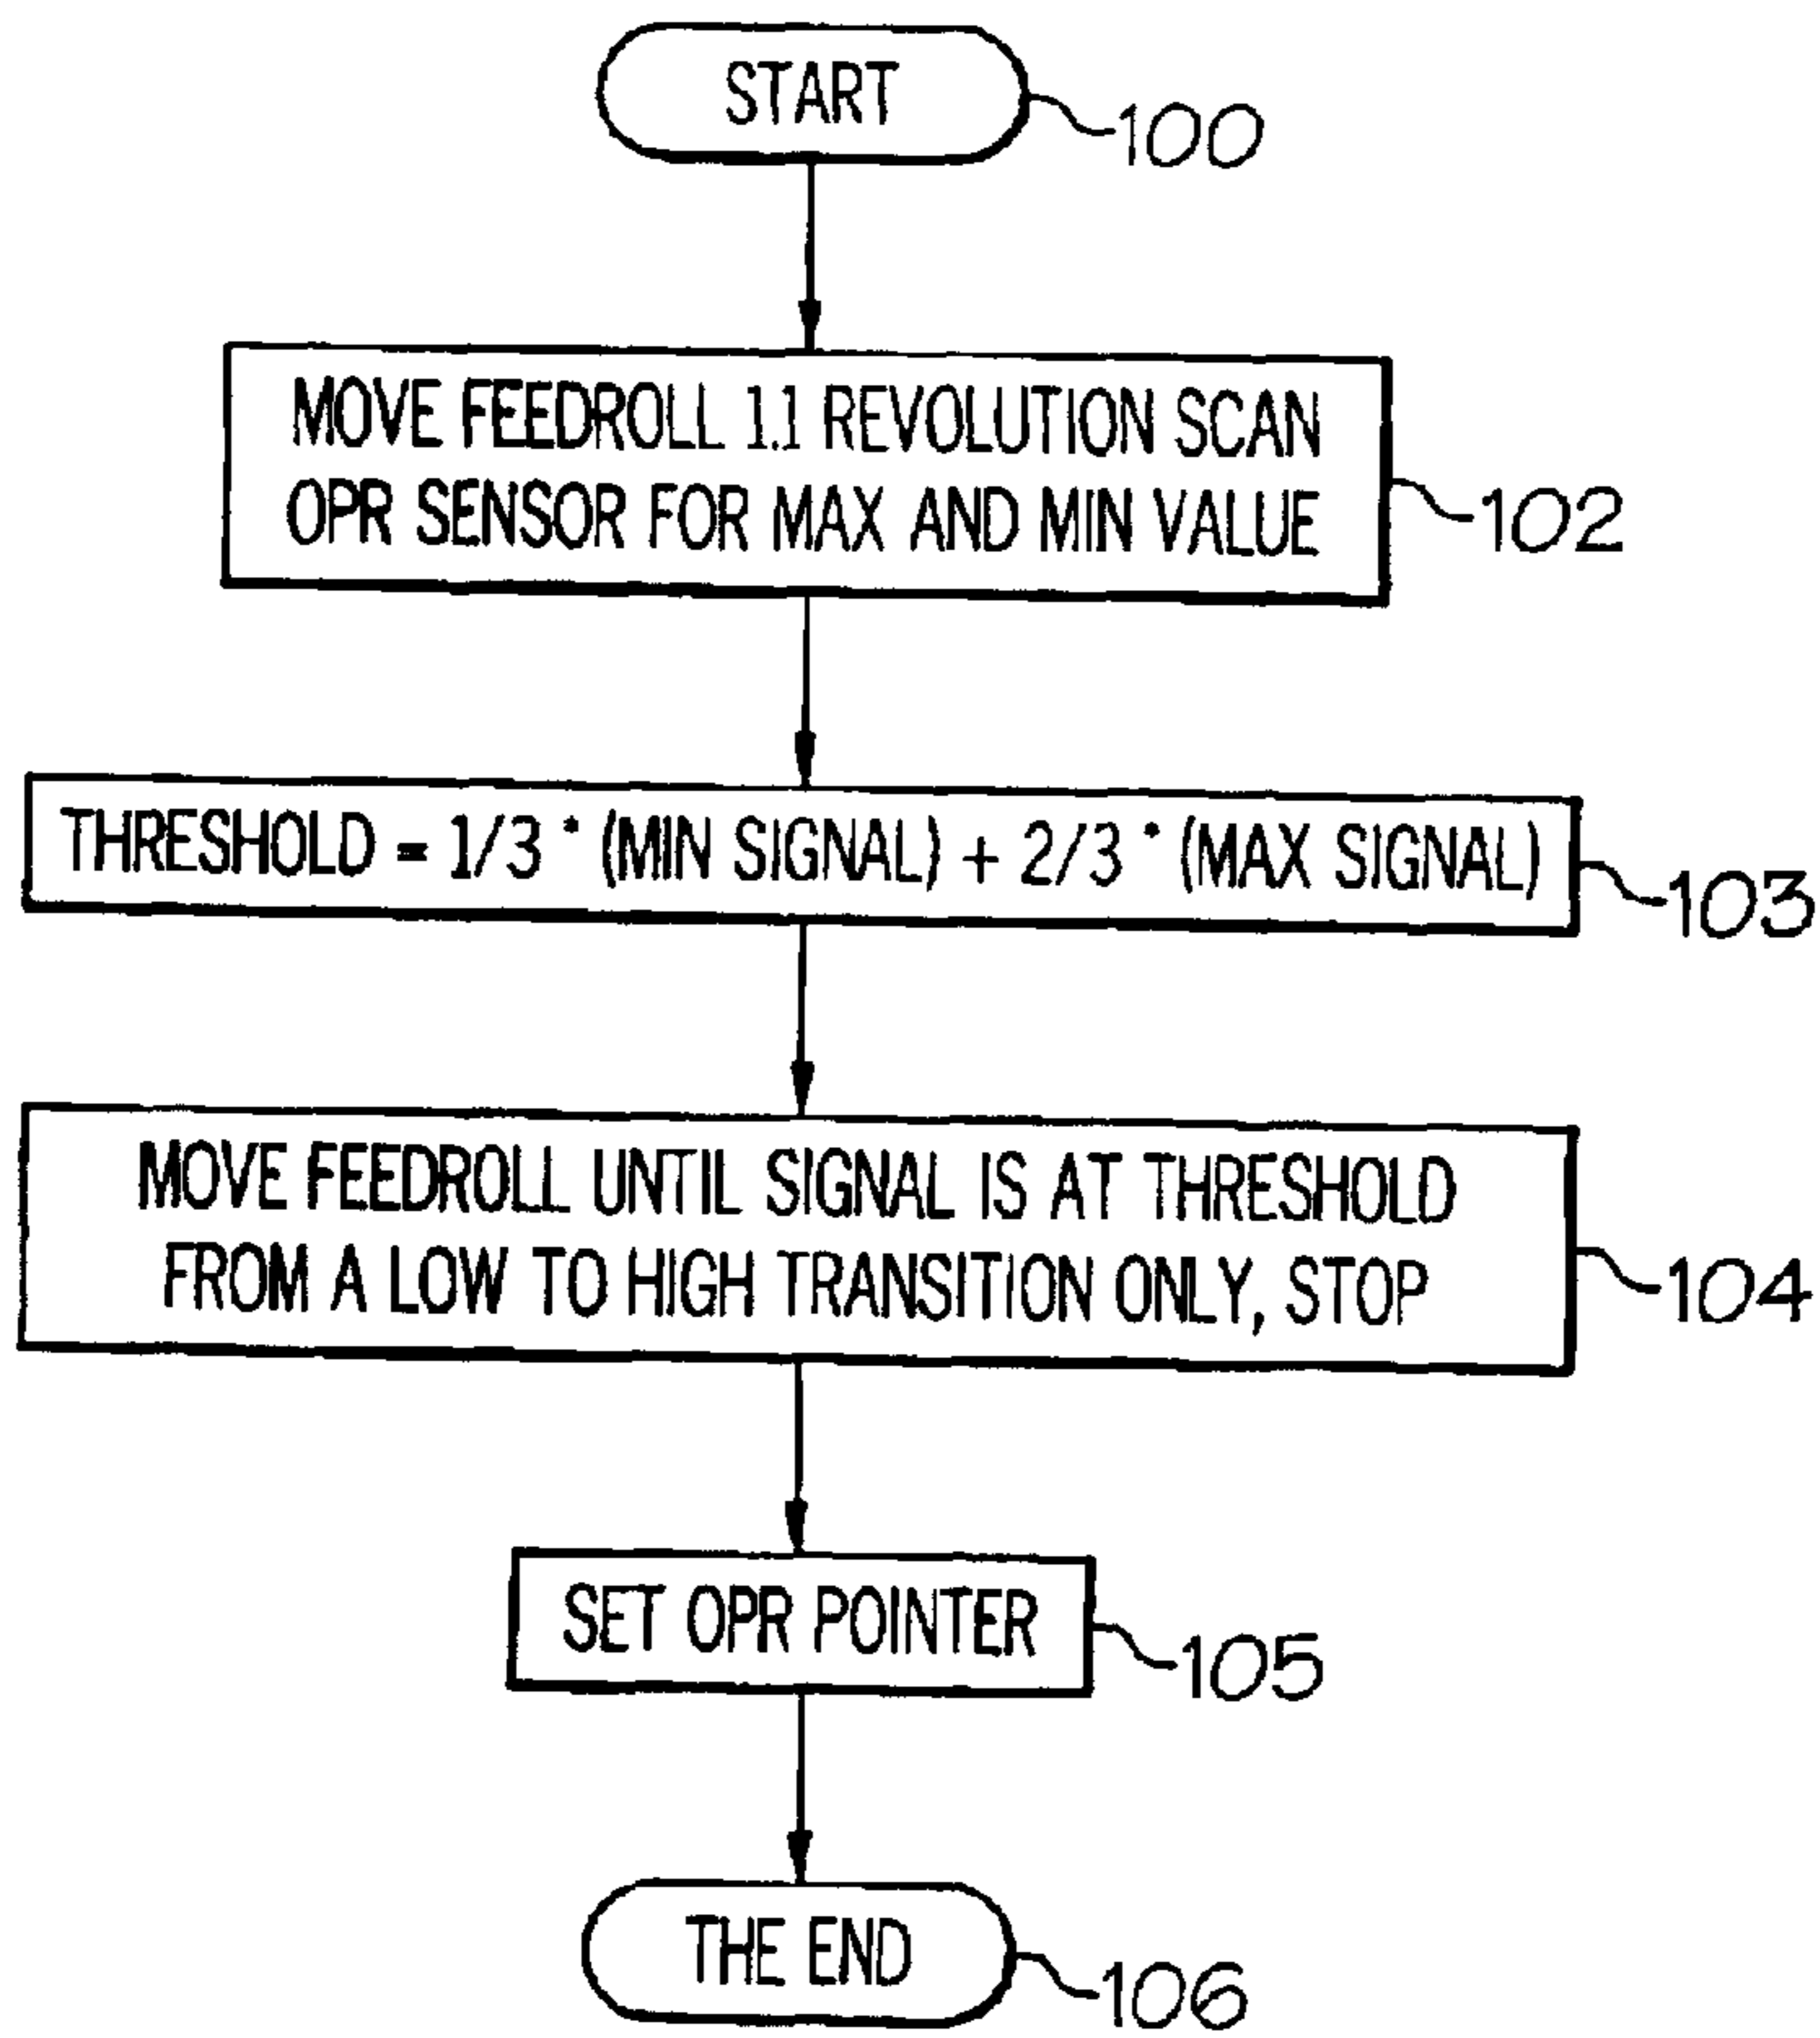 START
100
MOVE FEEDROLL 1.1 REVOLUTION SCAN
OPR SENSOR FOR MAX AND MIN VALUE
102
THRESHOLD = 1/3 * (MIN SIGNAL) + 2/3 * (MAX SIGNAL)
103
MOVE FEEDROLL UNTIL SIGNAL IS AT THRESHOLD
FROM A LOW TO HIGH TRANSITION ONLY, STOP
104
SET OPR POINTER
105
THE END
106